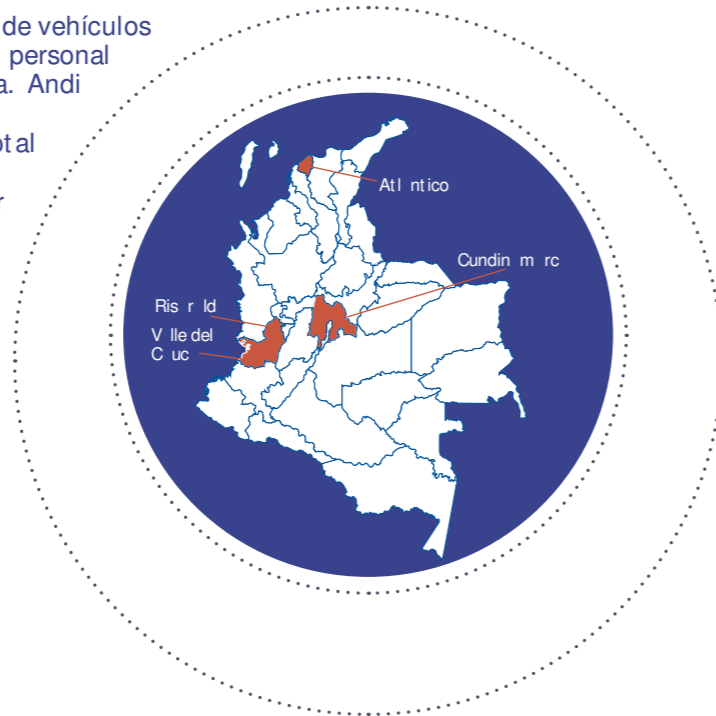 de vehículos
personal
a. Andi
otal
r
Atl ntico
Cundin m rc
Ris r ld
V lle del
C uc